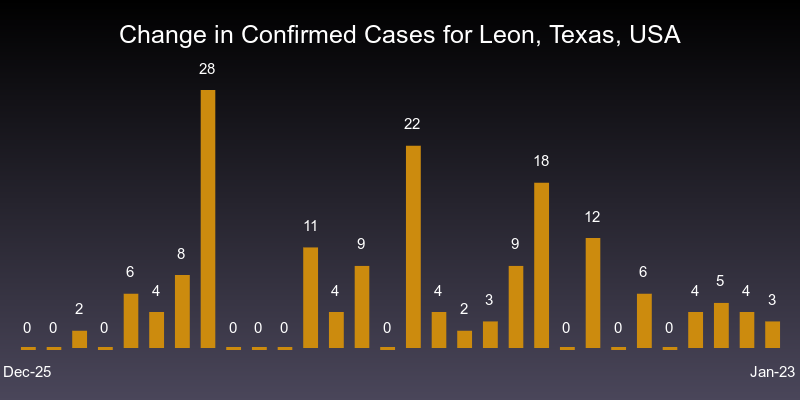 Change in Confirmed Cases for Leon, Texas, USA
0 0 2 0 6 4 8 28 0 0 0 11 4 9 0 22 4 2 3 9 18 0 12 0 6 0 4 5 4 3
Dec-25 Jan-23